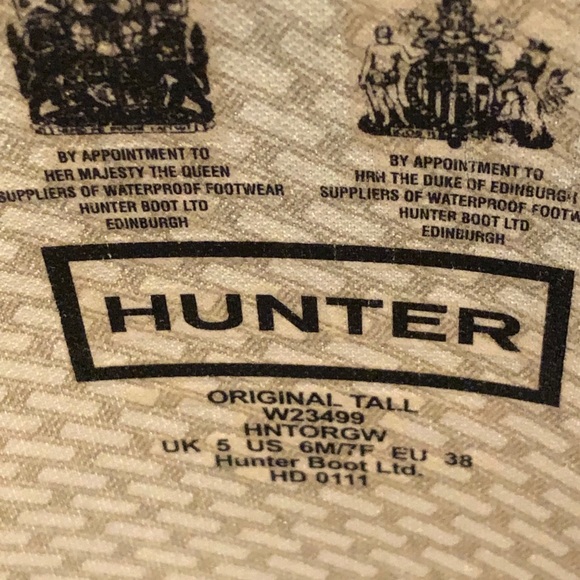 BY APPOINTMENT TO
HER MAJESTY THE QUEEN
SUPPLIERS OF WATERPROOF FOOTWEAR
HUNTER BOOT LTD
EDINBURGH
BY APPOINTMENT TO
HRH THE DUKE OF EDINBURG
SUPPLIERS OF WATERPROOF FOOTW
HUNTER BOOT LTD
EDINBURGH
HUNTER
ORIGINAL TALL
W23499
HNTORGW
UK 5 US 6M/7F EU 38
Hunter Boot Ltd.
HD 0111